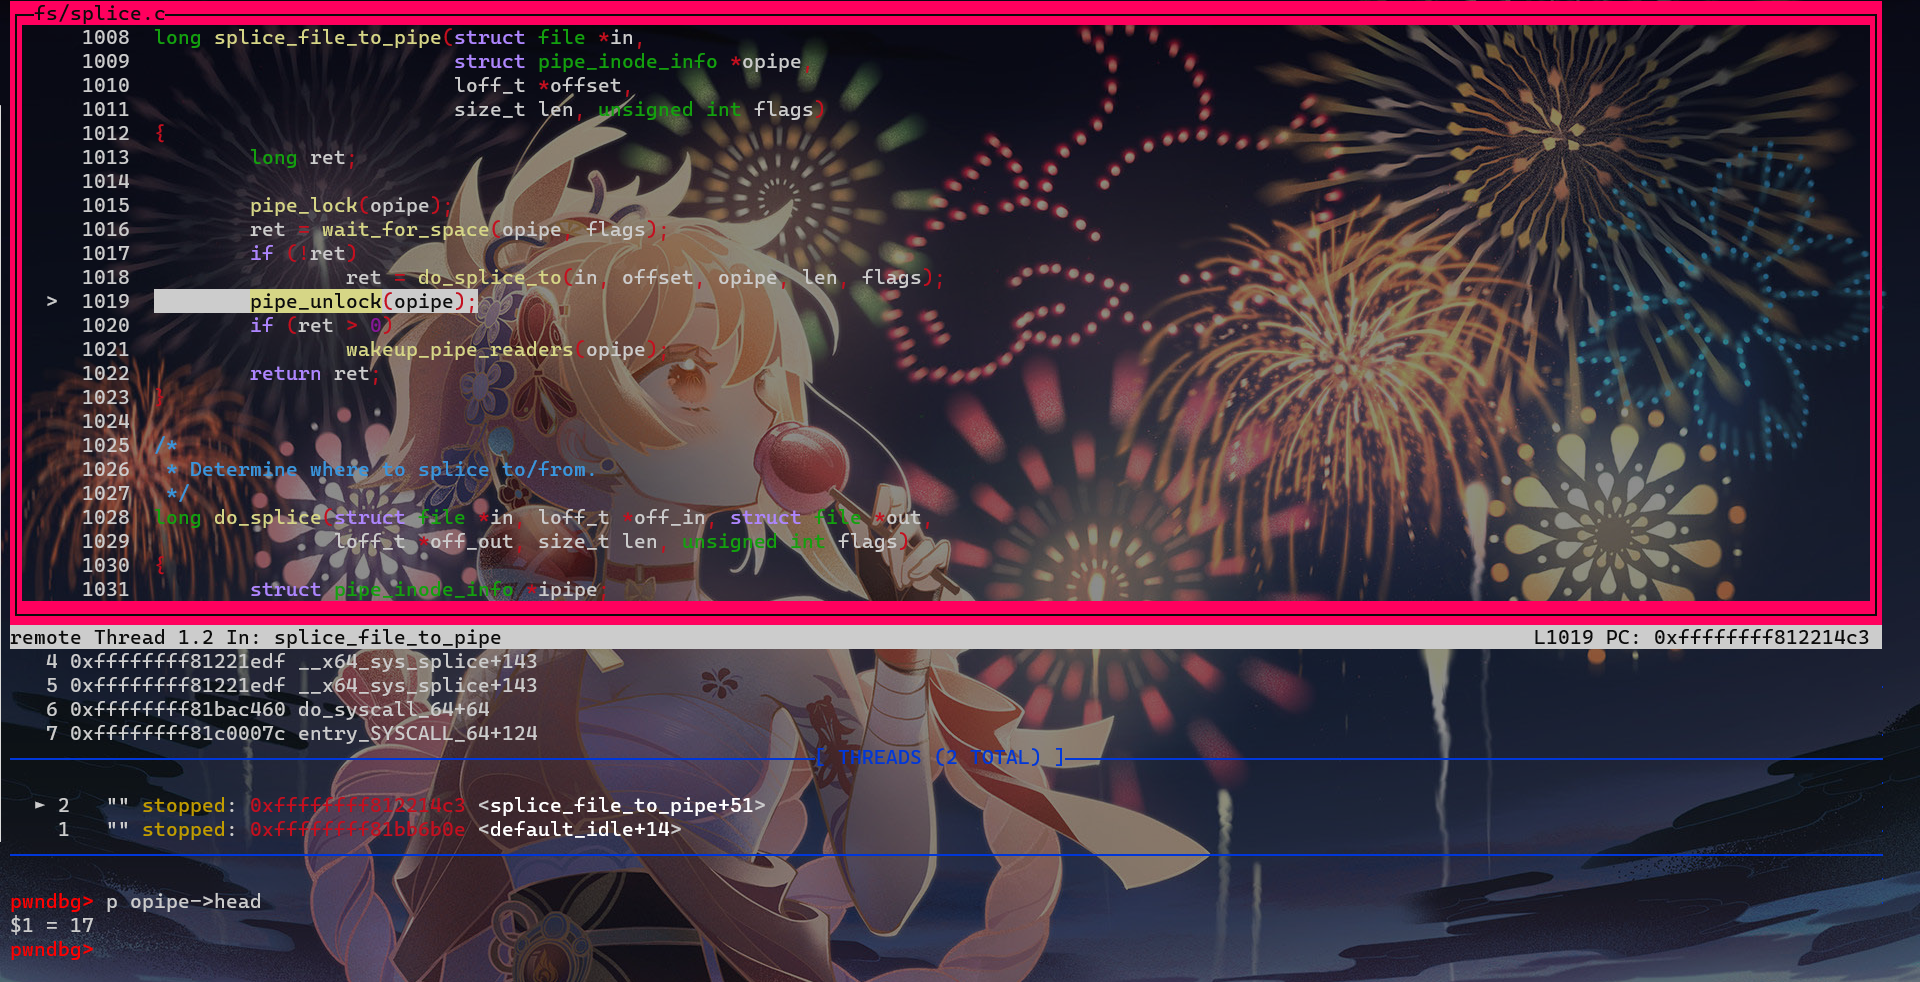 fs/splice.c
1008 long splice_file_to_pipe(struct file *in,
1009 struct pipe_inode_info *opipe,
1010 loff_t *offset,
1011 size_t len, unsigned int flags)
1012 {
1013 long ret;
1014
1015 pipe_lock(opipe);
1016 ret = wait_for_space(opipe, flags);
1017 if (!ret)
1018 ret = do_splice_to(in, offset, opipe, len, flags);
> 1019 pipe_unlock(opipe);
1020 if (ret > 0)
1021 wakeup_pipe_readers(opipe);
1022 return ret;
1023 }
1024
1025 /*
1026 * Determine where to splice to/from.
1027 */
1028 long do_splice(struct file *in, loff_t *off_in, struct file *out,
1029 loff_t *off_out, size_t len, unsigned int flags)
1030 {
1031 struct pipe_inode_info *ipipe;
remote Thread 1.2 In: splice_file_to_pipe L1019 PC: 0xffffffff812214c3
4 0xffffffff81221edf __x64_sys_splice+143
5 0xffffffff81221edf __x64_sys_splice+143
6 0xffffffff81bac460 do_syscall_64+64
7 0xffffffff81c0007c entry_SYSCALL_64+124
[ THREADS (2 TOTAL) ]
► 2 "" stopped: 0xffffffff812214c3 <splice_file_to_pipe+51>
1 "" stopped: 0xffffffff81bb6b0e <default_idle+14>
pwndbg> p opipe->head
$1 = 17
pwndbg>